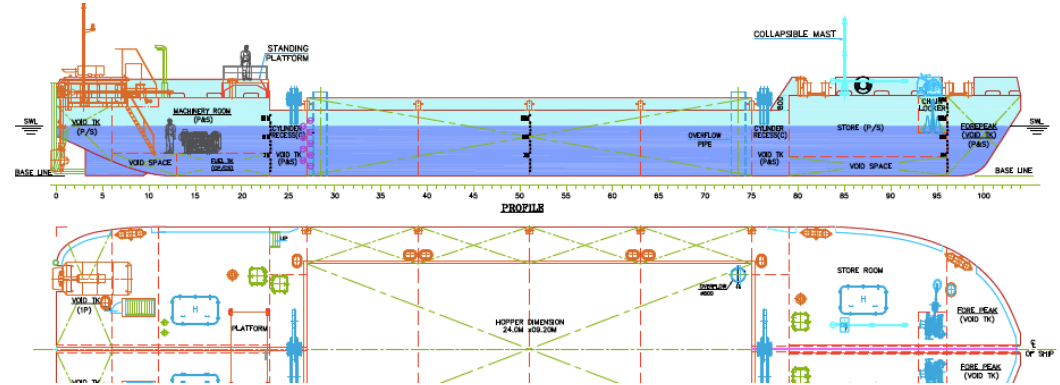 COLLAPSIBLE MAST
STANDING
PLATFORM
600
MACHINERY ROOM
(P&S)
CHAIN
LOCKER
SWL
VOID TK
(P/S)
CYLINDER
RECESS(C)
OVERFLOW
PIPE
CYLINDER
RECESS(C)
STORE (P/S)
FOREPEAK
(VOID TK)
(P&S)
SWL
VOID SPACE
FUEL TK
VOID TK
(P&S)
VOID TK
(P&S)
VOID SPACE
BASE LINE
BASE LINE
0 5 10 15 20 25 30 35 40 45 50 55 60 65 70 75 80 85 90 95 100
PROFILE
UP
STORE ROOM
VOID TK
(1P)
H
PLATFORM
HOPPER DIMENSION
24.0M x09.20M
OVERFLOW
ø600
H
FORE PEAK
(VOID TK)
℄
OF SHIP
VOID TK
FORE PEAK
(VOID TK)